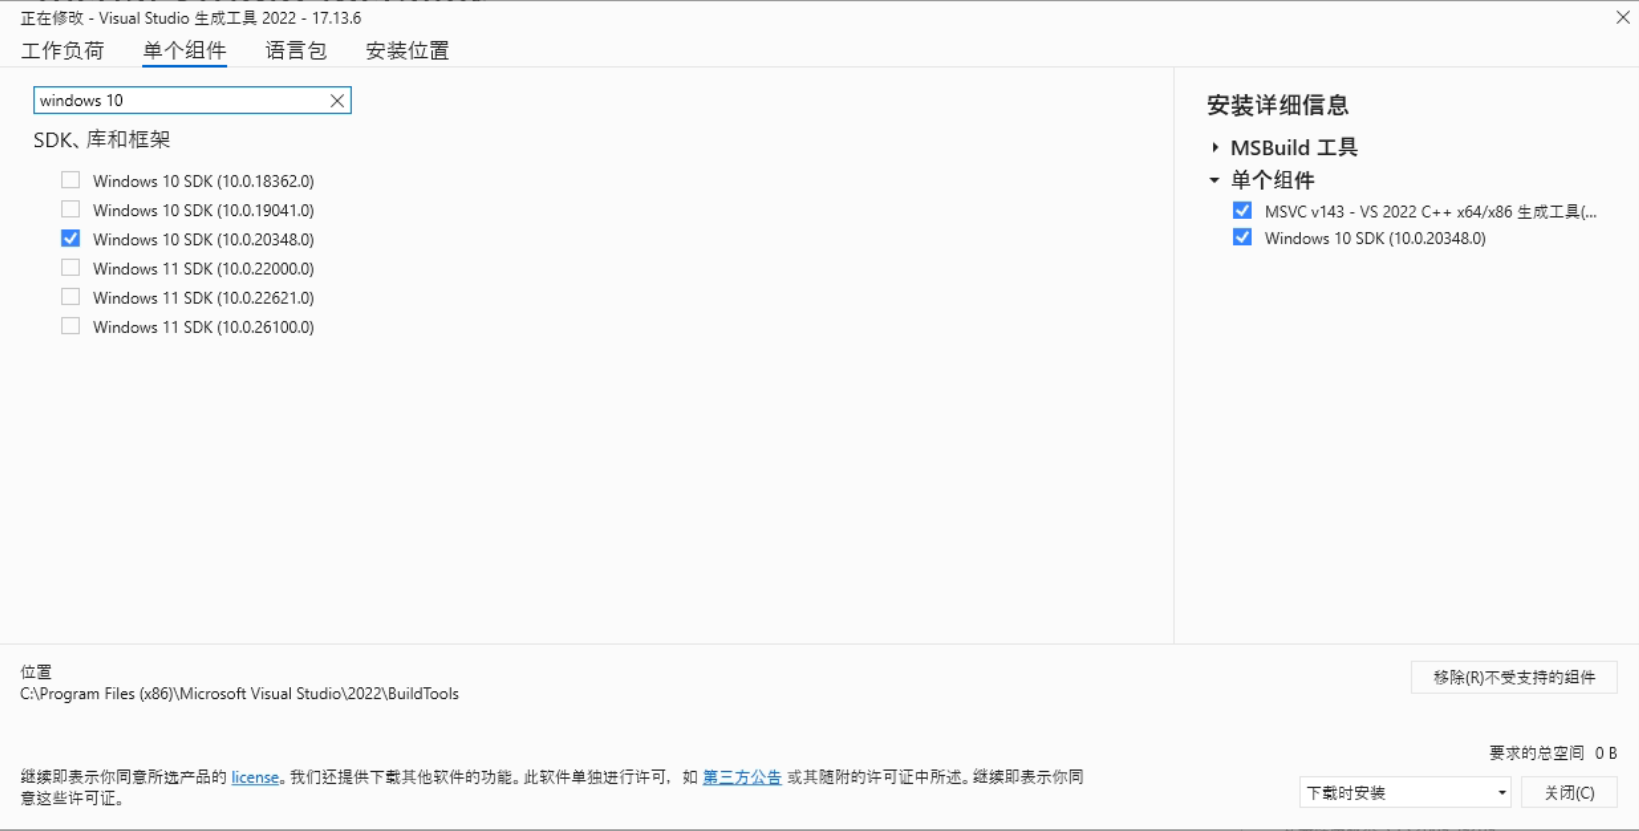 正在修改 - Visual Studio 生成工具 2022 - 17.13.6
工作负荷 单个组件 语言包 安装位置
windows 10
SDK、库和框架
Windows 10 SDK (10.0.18362.0)
Windows 10 SDK (10.0.19041.0)
Windows 10 SDK (10.0.20348.0)
Windows 11 SDK (10.0.22000.0)
Windows 11 SDK (10.0.22621.0)
Windows 11 SDK (10.0.26100.0)
安装详细信息
MSBuild 工具
单个组件
MSVC v143 - VS 2022 C++ x64/x86 生成工具(...
Windows 10 SDK (10.0.20348.0)
位置
C:\Program Files (x86)\Microsoft Visual Studio\2022\BuildTools
移除(R)不受支持的组件
要求的总空间 0 B
继续即表示你同意所选产品的 license。我们还提供下载其他软件的功能。此软件单独进行许可, 如 第三方公告 或其随附的许可证中所述。继续即表示你同
意这些许可证。
下载时安装
关闭(C)